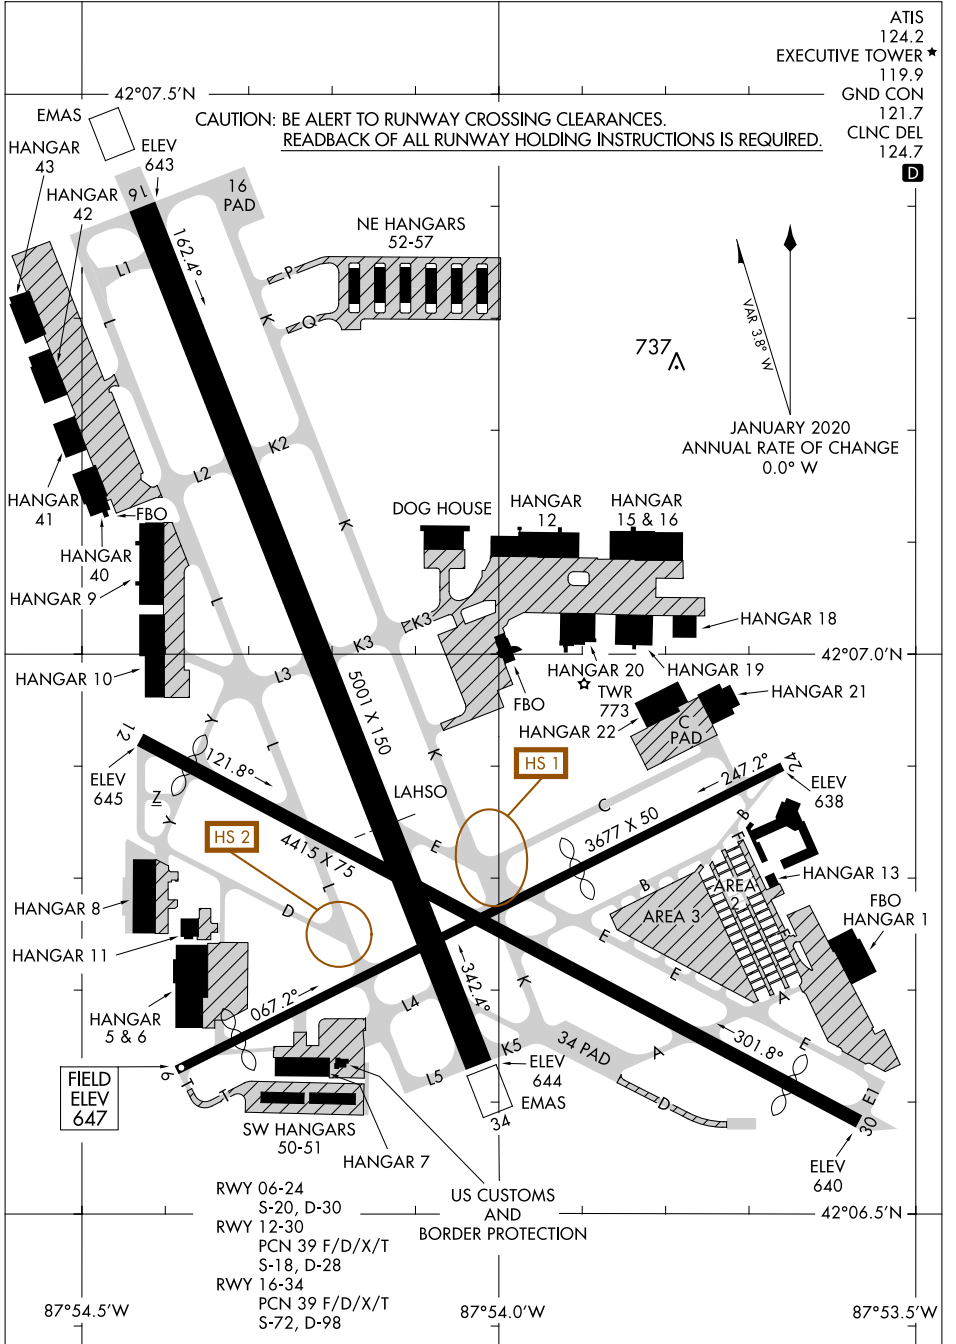 ATIS
124.2
EXECUTIVE TOWER ★
119.9
GND CON
121.7
CLNC DEL
124.7
D
42°07.5'N
CAUTION: BE ALERT TO RUNWAY CROSSING CLEARANCES.
READBACK OF ALL RUNWAY HOLDING INSTRUCTIONS IS REQUIRED.
EMAS
HANGAR
43
ELEV
643
HANGAR
42
16
16
PAD
NE HANGARS
52-57
162.4°
L1
P
L
K
Q
737
VAR 3.8° W
JANUARY 2020
ANNUAL RATE OF CHANGE
0.0° W
K2
L2
HANGAR
41
FBO
HANGAR
40
K
DOG HOUSE
HANGAR
12
HANGAR
15 & 16
HANGAR 9
L
K3
K3
HANGAR 18
42°07.0'N
HANGAR 10
L3
5001 X 150
HANGAR 20
HANGAR 19
TWR
773
FBO
HANGAR 21
HANGAR 22
C
PAD
12
Y
L
K
121.8°
ELEV
645
HS 1
247.2°
24
ELEV
638
LAHSO
Z
Y
C
3677 X 50
B
HS 2
E
4415 X 75
F
HANGAR 13
HANGAR 8
L
B
AREA
2
AREA 3
FBO
HANGAR 1
D
E
HANGAR 11
E
342.4°
K
A
067.2°
L4
HANGAR
5 & 6
34 PAD
A
301.8°
E
K5
ELEV
644
6
L5
FIELD
ELEV
647
T
T
EMAS
D
E1
34
30
SW HANGARS
50-51
HANGAR 7
ELEV
640
RWY 06-24
S-20, D-30
US CUSTOMS
AND
BORDER PROTECTION
42°06.5'N
RWY 12-30
PCN 39 F/D/X/T
S-18, D-28
RWY 16-34
PCN 39 F/D/X/T
S-72, D-98
87°54.5'W
87°54.0'W
87°53.5'W